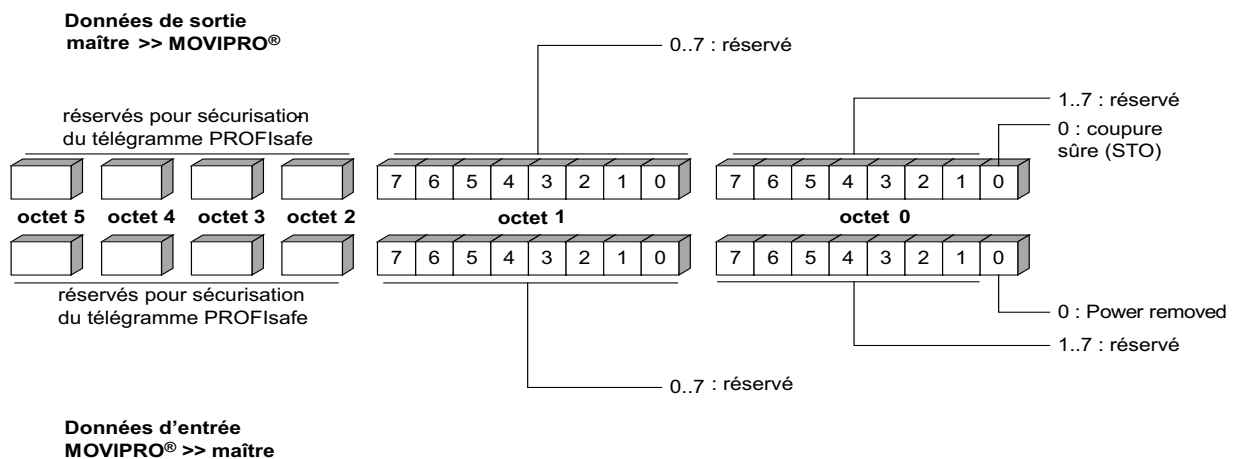 Données de sortie
maître >> MOVIPRO®
0..7 : réservé
réservés pour sécurisation
du télégramme PROFIsafe
1..7 : réservé
0 : coupure
sûre (STO)
7 6 5 4 3 2 1 0 7 6 5 4 3 2 1 0
octet 5 octet 4 octet 3 octet 2 octet 1 octet 0
7 6 5 4 3 2 1 0 7 6 5 4 3 2 1 0
réservés pour sécurisation
du télégramme PROFIsafe
0 : Power removed
1..7 : réservé
0..7 : réservé
Données d'entrée
MOVIPRO® >> maître